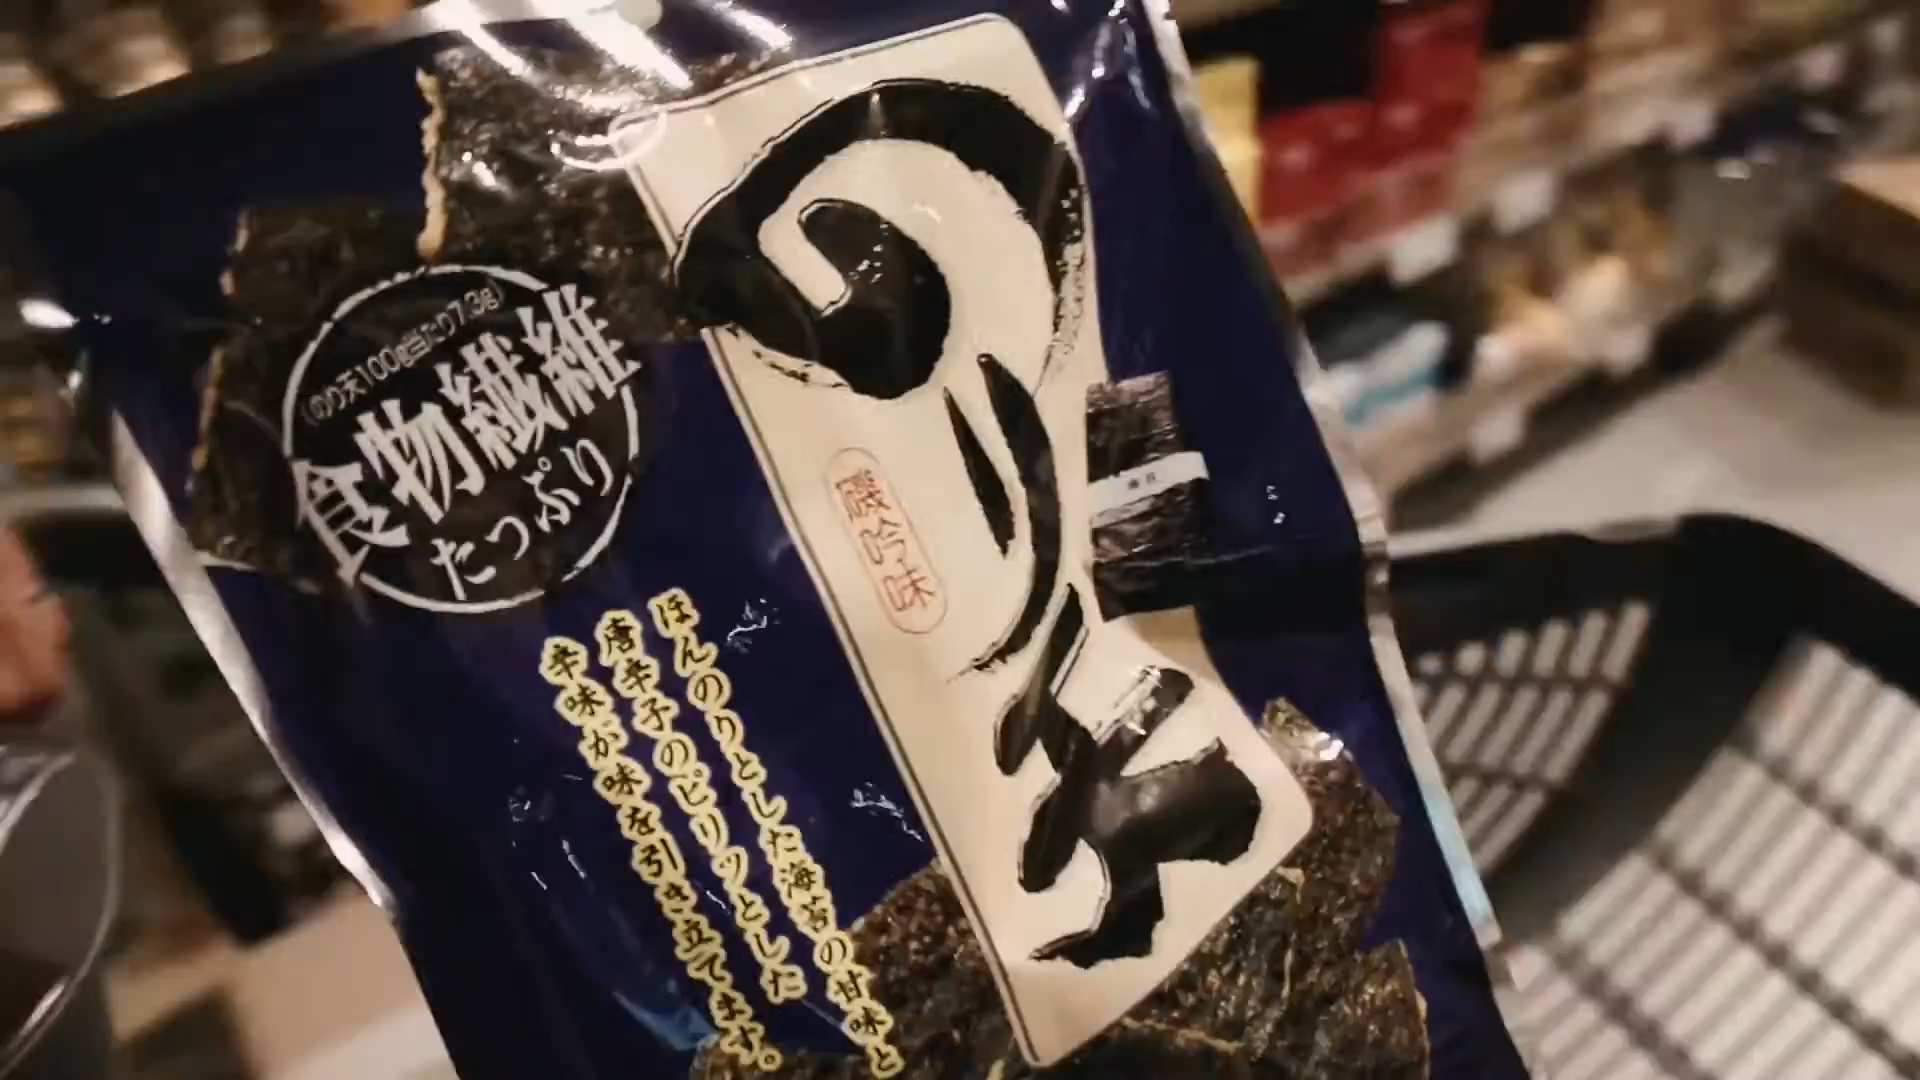 のり天
磯吟味
(のり天100g当たり7.3g)
食物繊維
たっぷり
ほんのりとした海苔の甘味と
唐辛子のピリッとした
辛味が味を引き立てます。